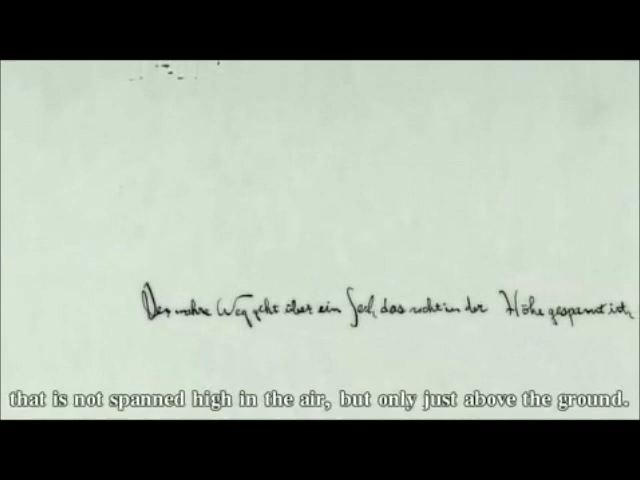 Der wahre Weg geht über ein Seil, das nicht in der Höhe gespannt ist,
that is not spanned high in the air, but only just above the ground.